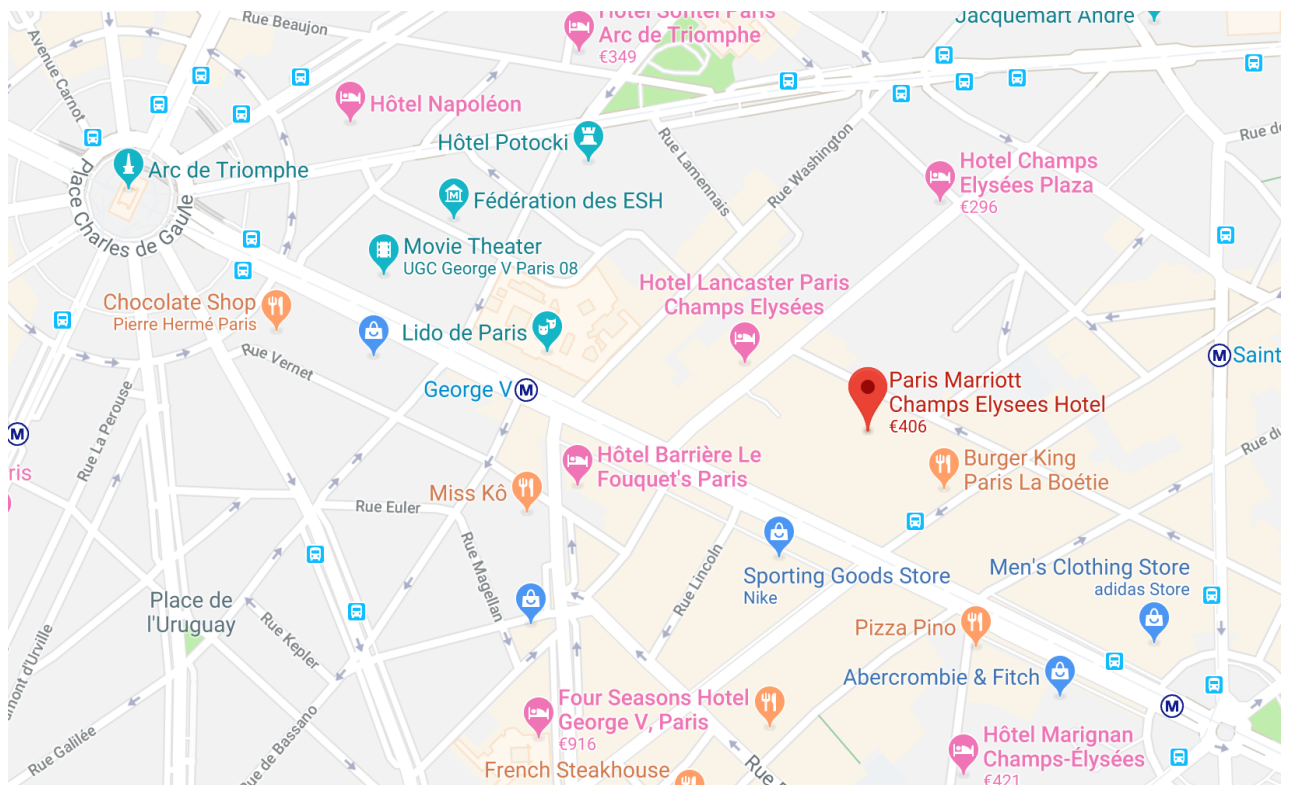 Rue Beaujon
Hotel Sofitel Paris
Arc de Triomphe
€349
Jacquemart André
Avenue Carnot
Hôtel Napoléon
Hôtel Potocki
Rue Lamennais
Rue Washington
Rue de
Arc de Triomphe
Place Charles de Gaulle
Hotel Champs
Elysées Plaza
€296
Fédération des ESH
Movie Theater
UGC George V Paris 08
Chocolate Shop
Pierre Hermé Paris
Hotel Lancaster Paris
Champs Elysées
Lido de Paris
Rue Vernet
M
Saint
George V
M
Paris Marriott
Champs Elysees Hotel
€406
Rue La Perouse
M
ris
Hôtel Barrière Le
Fouquet's Paris
Burger King
Paris La Boétie
Rue du
Miss Kô
Rue Euler
Rue Magellan
Rue Lincoln
Sporting Goods Store
Nike
Men's Clothing Store
adidas Store
Place de
l'Uruguay
Rue Kepler
Pizza Pino
Abercrombie & Fitch
mont d'Urville
M
Four Seasons Hotel
George V, Paris
€916
Rue Galilée
ue de Bassano
Hôtel Marignan
Champs-Élysées
€421
French Steakhouse
Rue